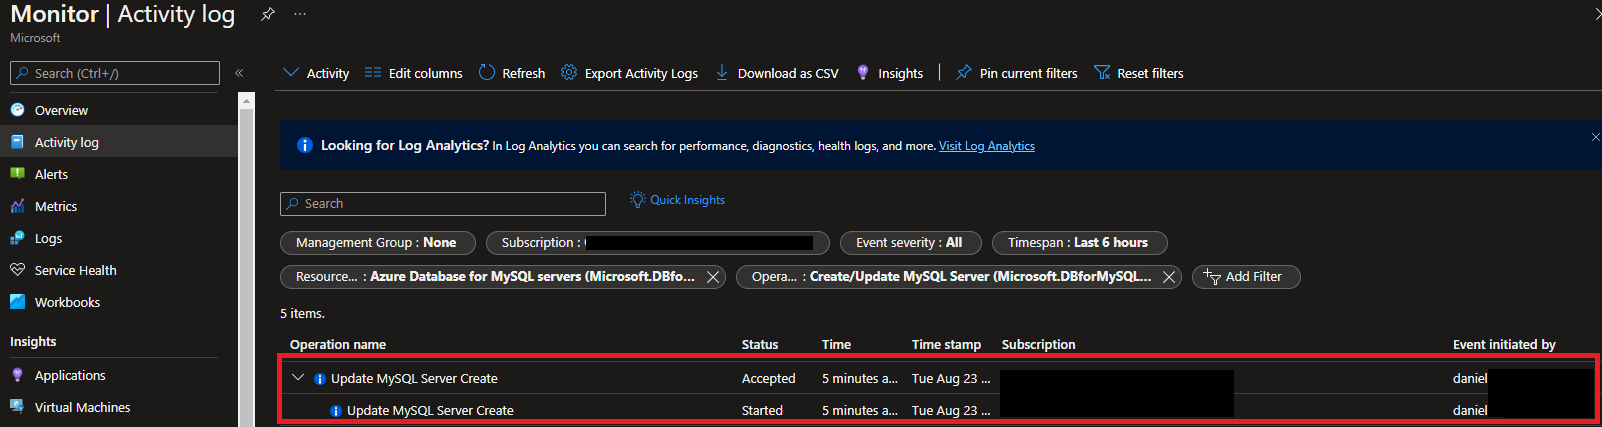 Monitor | Activity log
Microsoft
Search (Ctrl+/)
«
Overview
Activity log
Alerts
Metrics
Logs
Service Health
Workbooks
Insights
Applications
Virtual Machines
Activity Edit columns Refresh Export Activity Logs Download as CSV Insights Pin current filters Reset filters
Looking for Log Analytics? In Log Analytics you can search for performance, diagnostics, health logs, and more. Visit Log Analytics
Search Quick Insights
Management Group : None Subscription : Event severity : All Timespan : Last 6 hours
Resource... : Azure Database for MySQL servers (Microsoft.DBfo... Opera... : Create/Update MySQL Server (Microsoft.DBforMySQL... Add Filter
5 items.
Operation name Status Time Time stamp Subscription Event initiated by
Update MySQL Server Create Accepted 5 minutes a... Tue Aug 23 ... daniel
Update MySQL Server Create Started 5 minutes a... Tue Aug 23 ... daniel